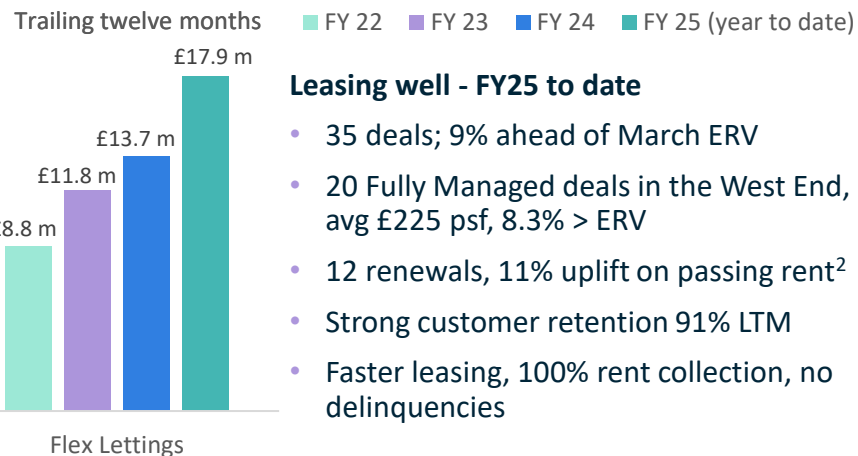 Trailing twelve months
FY 22 FY 23 FY 24 FY 25 (year to date)
£17.9 m
£13.7 m
£11.8 m
8.8 m
Flex Lettings
Leasing well - FY25 to date
• 35 deals; 9% ahead of March ERV
• 20 Fully Managed deals in the West End,
avg £225 psf, 8.3% > ERV
• 12 renewals, 11% uplift on passing rent²
• Strong customer retention 91% LTM
• Faster leasing, 100% rent collection, no
delinquencies